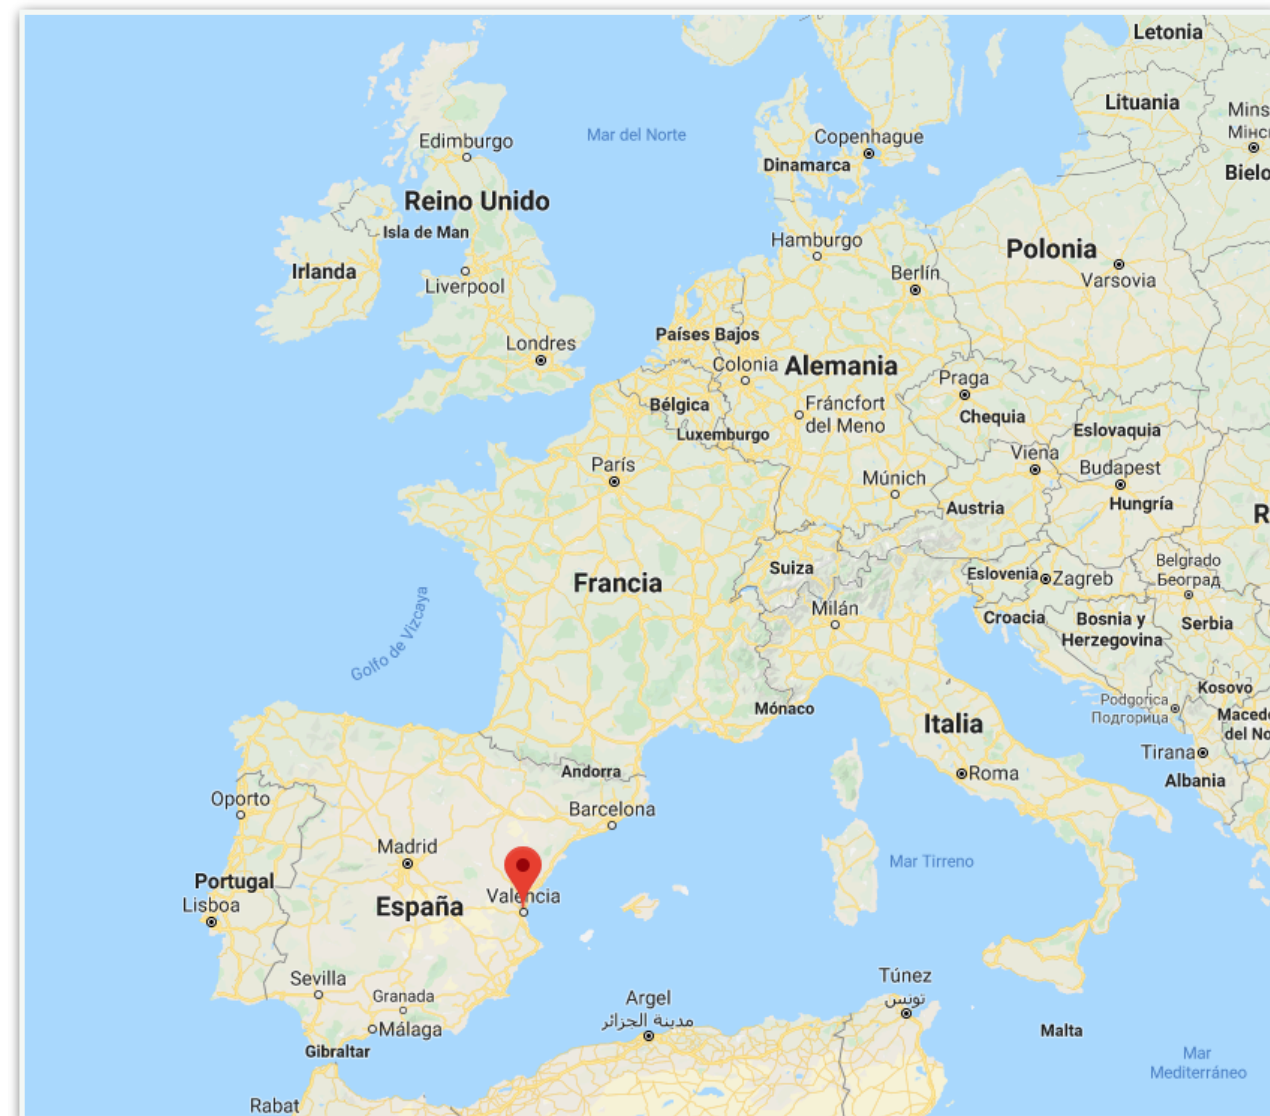 Letonia
Lituania
Mins
Мінс
Bielo
Edimburgo
Mar del Norte
Copenhague
Dinamarca
Reino Unido
Isla de Man
Irlanda
Liverpool
Hamburgo
Polonia
Berlín
Varsovia
Londres
Países Bajos
Colonia
Alemania
Praga
Bélgica
Fráncfort
del Meno
Chequia
Luxemburgo
Eslovaquia
París
Viena
Budapest
Múnich
Hungría
Austria
R
Golfo de Vizcaya
Francia
Suiza
Eslovenia
Zagreb
Belgrado
Београд
Milán
Croacia
Bosnia y
Herzegovina
Serbia
Mónaco
Kosovo
Podgorica
Подгорица
Maced
del No
Italia
Tirana
Albania
Andorra
Roma
Oporto
Barcelona
Madrid
Mar Tirreno
Portugal
Lisboa
España
Valencia
Sevilla
Granada
Málaga
Gibraltar
Argel
مدينة الجزائر
Túnez
تونس
Malta
Mar
Mediterráneo
Rabat